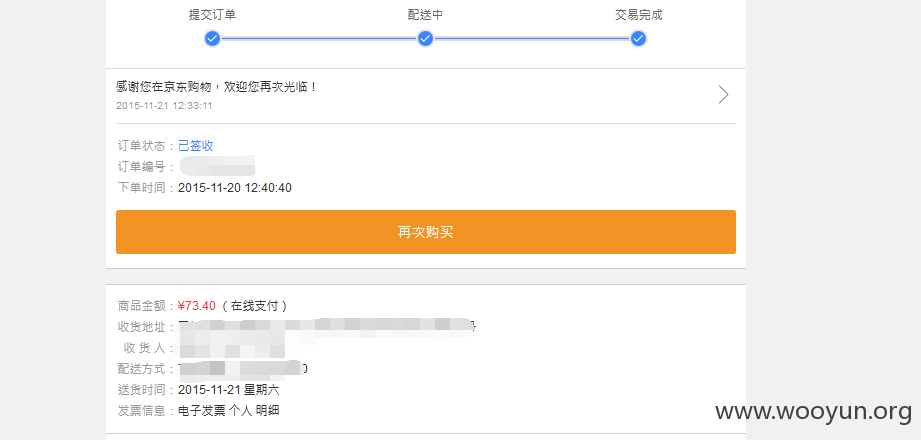 提交订单 配送中 交易完成
感谢您在京东购物，欢迎您再次光临！
2015-11-21 12:33:11
订单状态：已签收
订单编号：
下单时间：2015-11-20 12:40:40
再次购买
商品金额：¥73.40（在线支付）
收货地址：
收 货 人：
配送方式：
送货时间：2015-11-21 星期六
发票信息：电子发票 个人 明细
www.wooyun.org